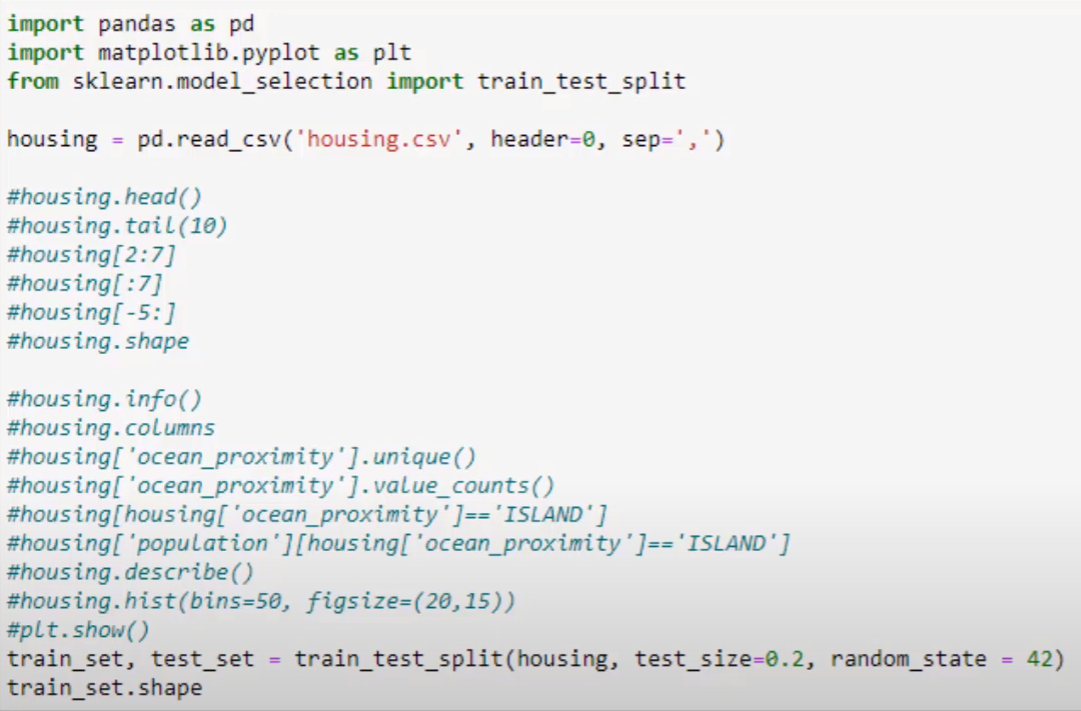 import pandas as pd
import matplotlib.pyplot as plt
from sklearn.model_selection import train_test_split
housing = pd.read_csv('housing.csv', header=0, sep=',')
#housing.head()
#housing.tail(10)
#housing[2:7]
#housing[:7]
#housing[-5:]
#housing.shape
#housing.info()
#housing.columns
#housing['ocean_proximity'].unique()
#housing['ocean_proximity'].value_counts()
#housing[housing['ocean_proximity']=='ISLAND']
#housing['population'][housing['ocean_proximity']=='ISLAND']
#housing.describe()
#housing.hist(bins=50, figsize=(20,15))
#plt.show()
train_set, test_set = train_test_split(housing, test_size=0.2, random_state = 42)
train_set.shape